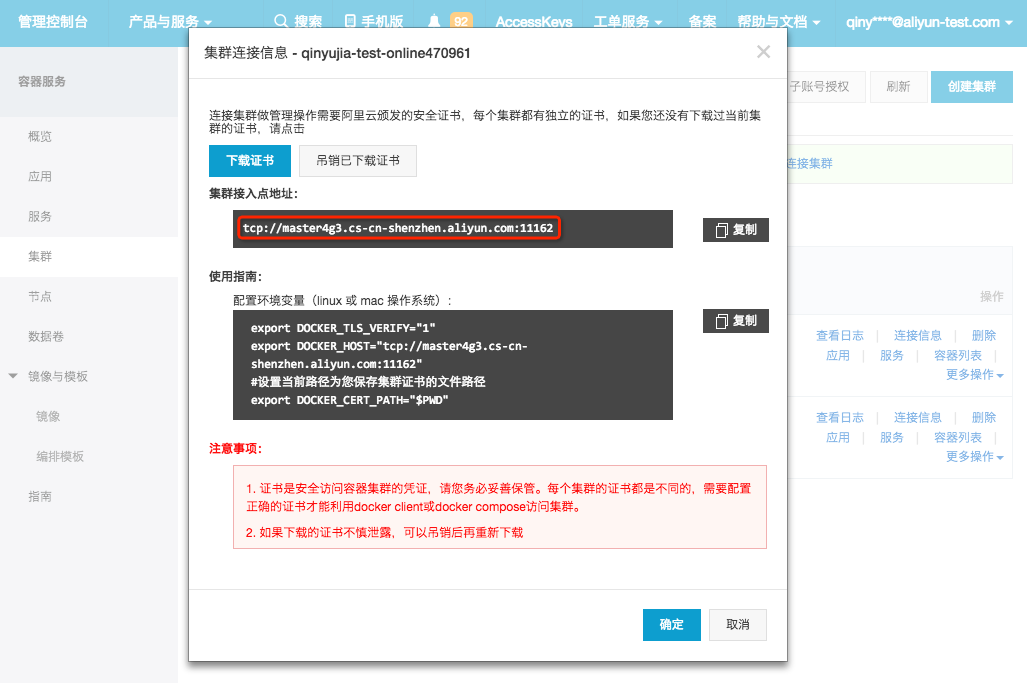 管理控制台 产品与服务 搜索 手机版 92 AccessKeys 工单服务 备案 帮助与文档 qiny****@aliyun-test.com
容器服务
概览
应用
服务
集群
节点
数据卷
镜像与模板
镜像
编排模板
指南
子账号授权 刷新 创建集群
连接集群
操作
查看日志 | 连接信息 | 删除
应用 | 服务 | 容器列表 |
更多操作
查看日志 | 连接信息 | 删除
应用 | 服务 | 容器列表 |
更多操作
集群连接信息 - qinyujia-test-online470961 ×
连接集群做管理操作需要阿里云颁发的安全证书，每个集群都有独立的证书，如果您还没有下载过当前集
群的证书，请点击
下载证书 吊销已下载证书
集群接入点地址：
tcp://master4g3.cs-cn-shenzhen.aliyun.com:11162
复制
使用指南：
配置环境变量（linux 或 mac 操作系统）：
复制
export DOCKER_TLS_VERIFY="1"
export DOCKER_HOST="tcp://master4g3.cs-cn-
shenzhen.aliyun.com:11162"
#设置当前路径为您保存集群证书的文件路径
export DOCKER_CERT_PATH="$PWD"
注意事项：
1. 证书是安全访问容器集群的凭证，请您务必妥善保管。每个集群的证书都是不同的，需要配置
正确的证书才能利用docker client或docker compose访问集群。
2. 如果下载的证书不慎泄露，可以吊销后再重新下载
确定 取消